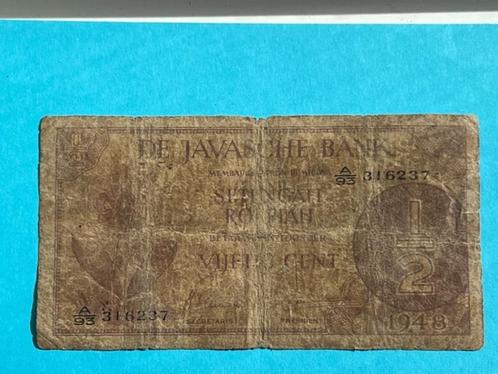 DE JAVASCHE BANK
A/93 316237
SETENGAH
ROEPIAH
VIJFTIG CENT
1/2
A/93 316237
SECRETARIS PRESIDENT
1948